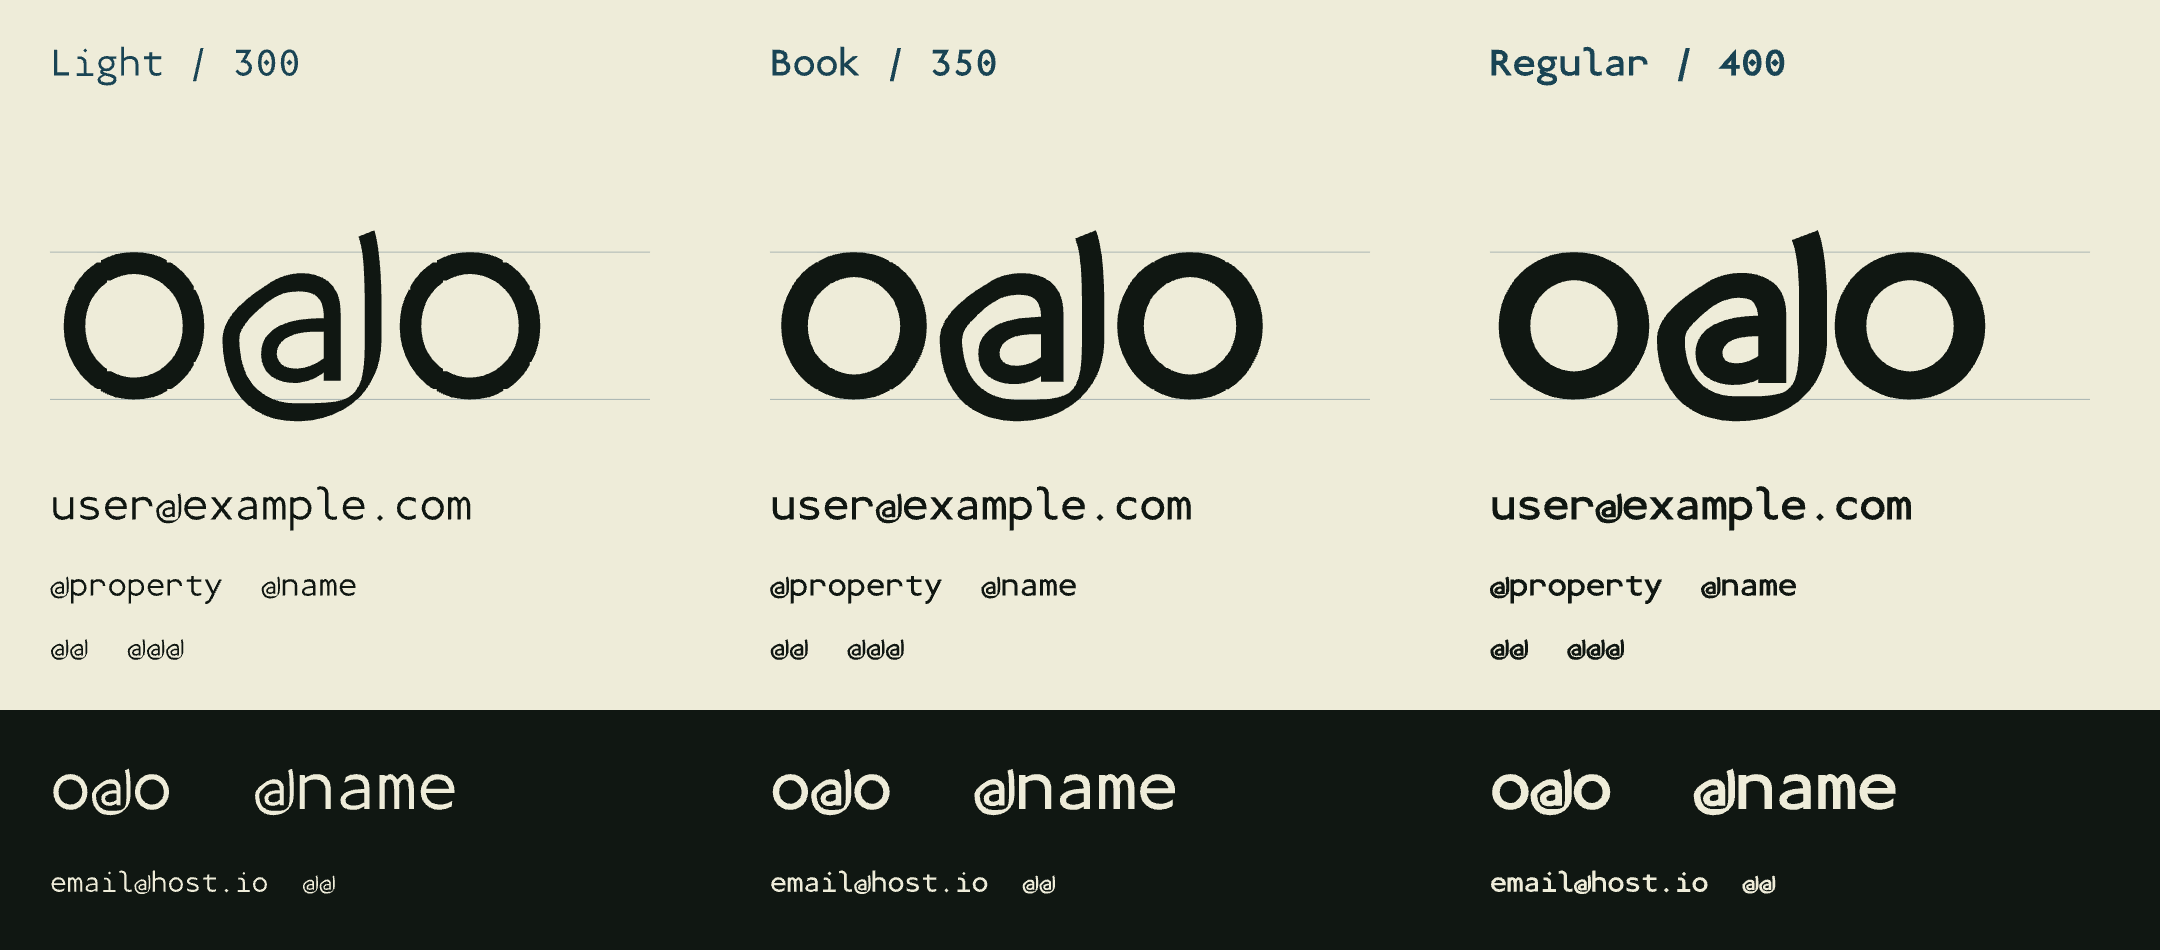 Light / 300
Book / 350
Regular / 400
o@o
o@o
o@o
user@example.com
user@example.com
user@example.com
@property @name
@property @name
@property @name
@@ @@@
@@ @@@
@@ @@@
o@o @name
o@o @name
o@o @name
email@host.io @@
email@host.io @@
email@host.io @@